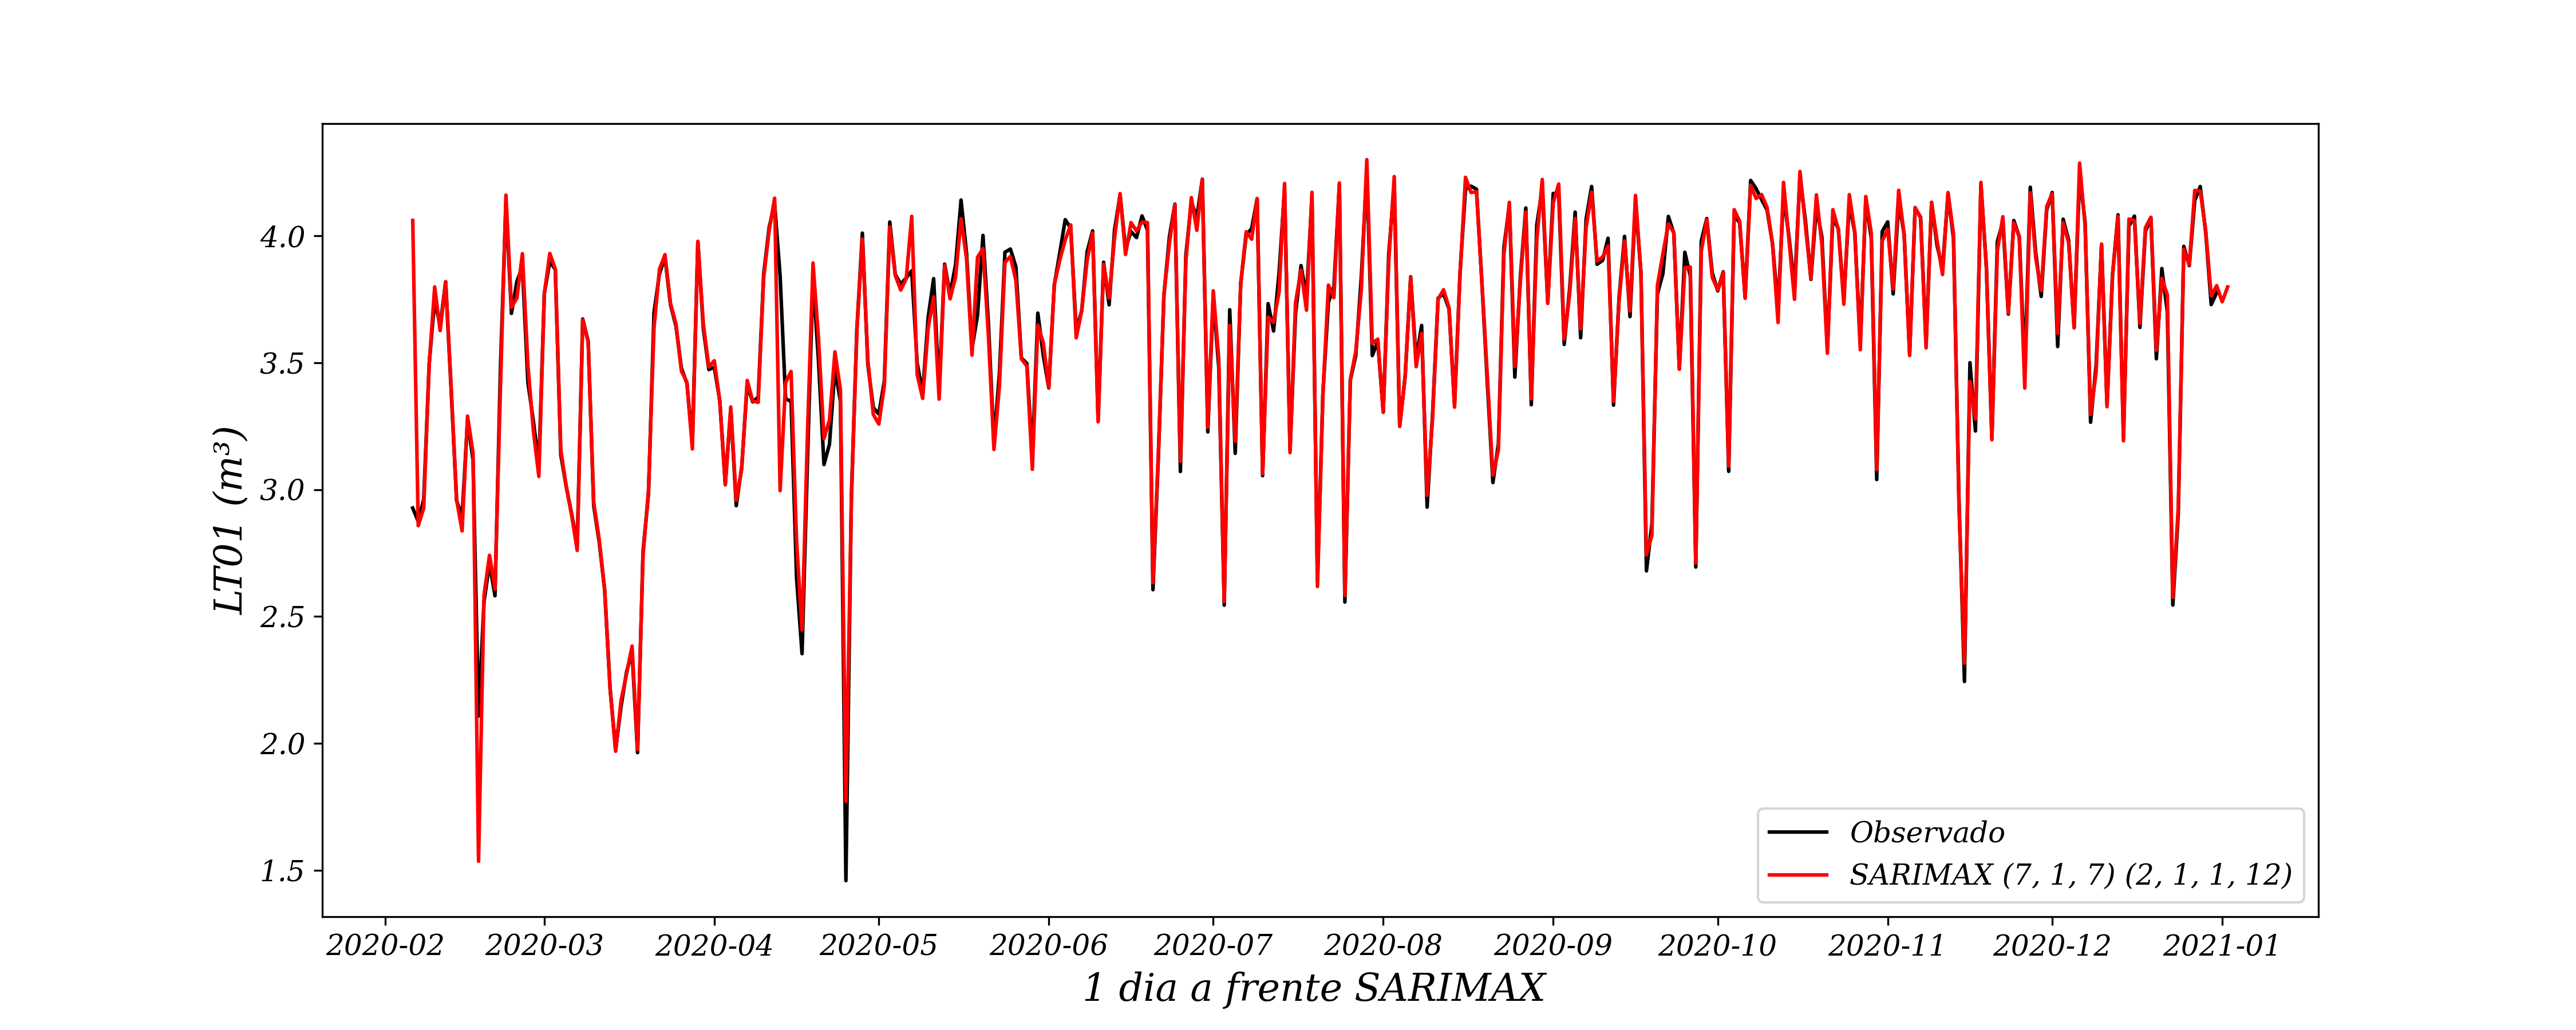 LT01 (m³)
4.0
3.5
3.0
2.5
2.0
1.5
Observado
SARIMAX (7, 1, 7) (2, 1, 1, 12)
2020-02 2020-03 2020-04 2020-05 2020-06 2020-07 2020-08 2020-09 2020-10 2020-11 2020-12 2021-01
1 dia a frente SARIMAX